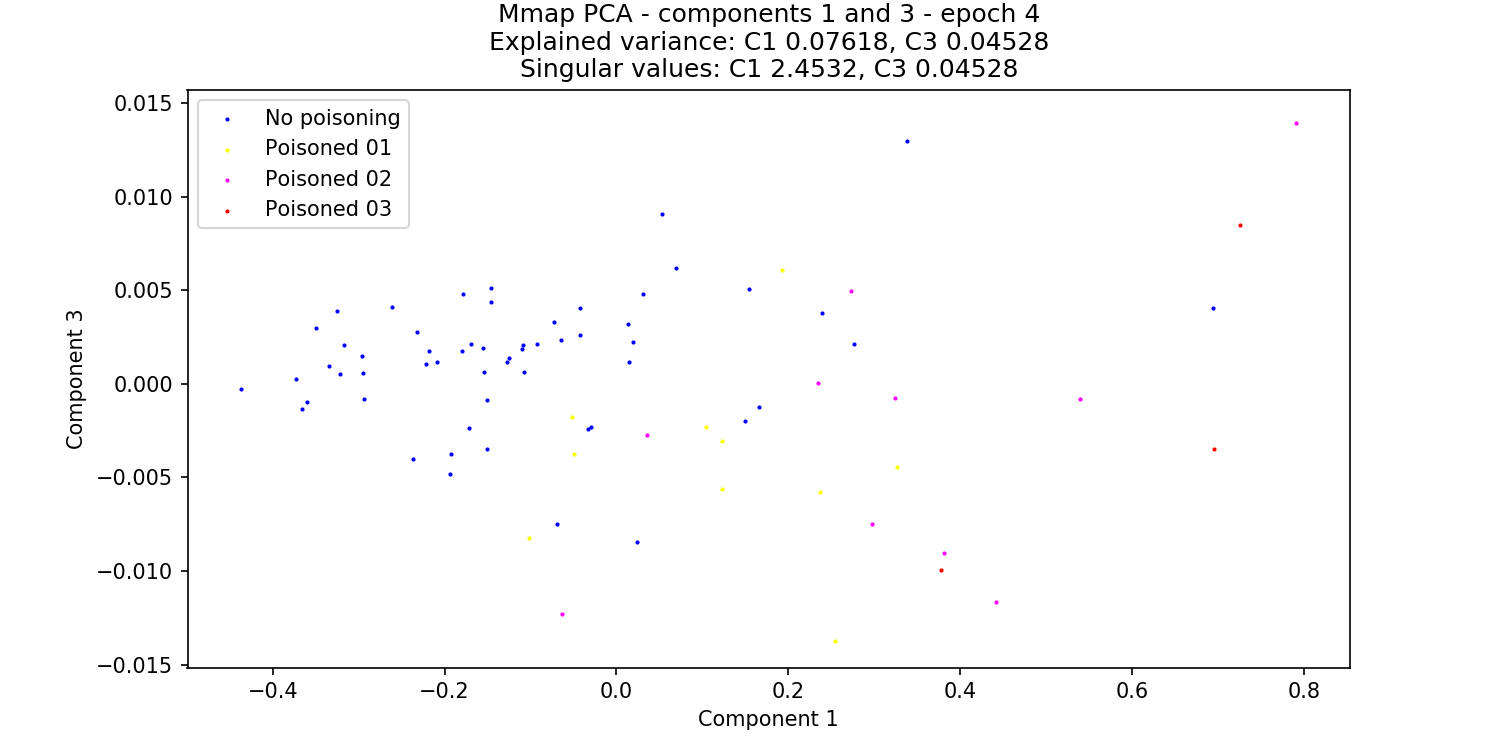 Mmap PCA - components 1 and 3 - epoch 4
Explained variance: C1 0.07618, C3 0.04528
Singular values: C1 2.4532, C3 0.04528
No poisoning
Poisoned 01
Poisoned 02
Poisoned 03
0.015
0.010
0.005
0.000
−0.005
−0.010
−0.015
Component 3
−0.4
−0.2
0.0
0.2
0.4
0.6
0.8
Component 1